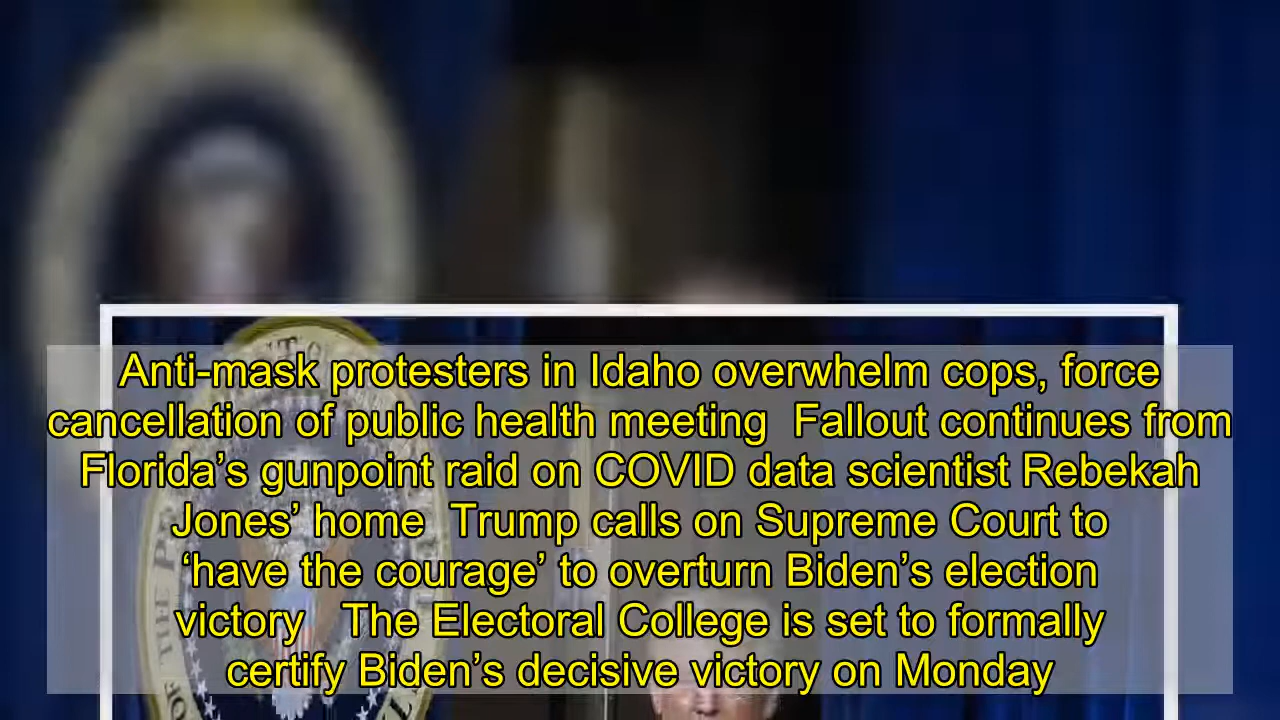 Anti-mask protesters in Idaho overwhelm cops, force
cancellation of public health meeting  Fallout continues from
Florida’s gunpoint raid on COVID data scientist Rebekah
Jones’ home  Trump calls on Supreme Court to
‘have the courage’ to overturn Biden’s election
victory   The Electoral College is set to formally
certify Biden’s decisive victory on Monday